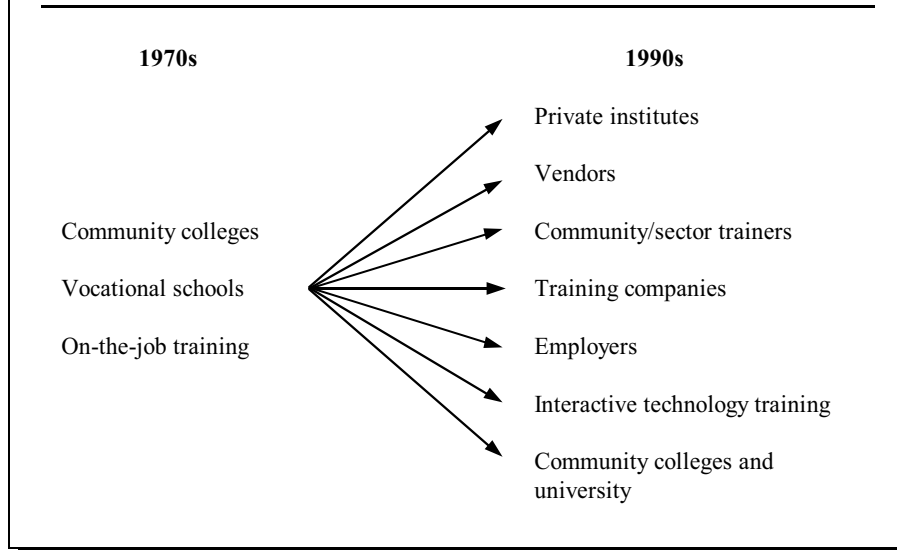 1970s
1990s
Private institutes
Vendors
Community colleges
Community/sector trainers
Vocational schools
Training companies
On-the-job training
Employers
Interactive technology training
Community colleges and
university